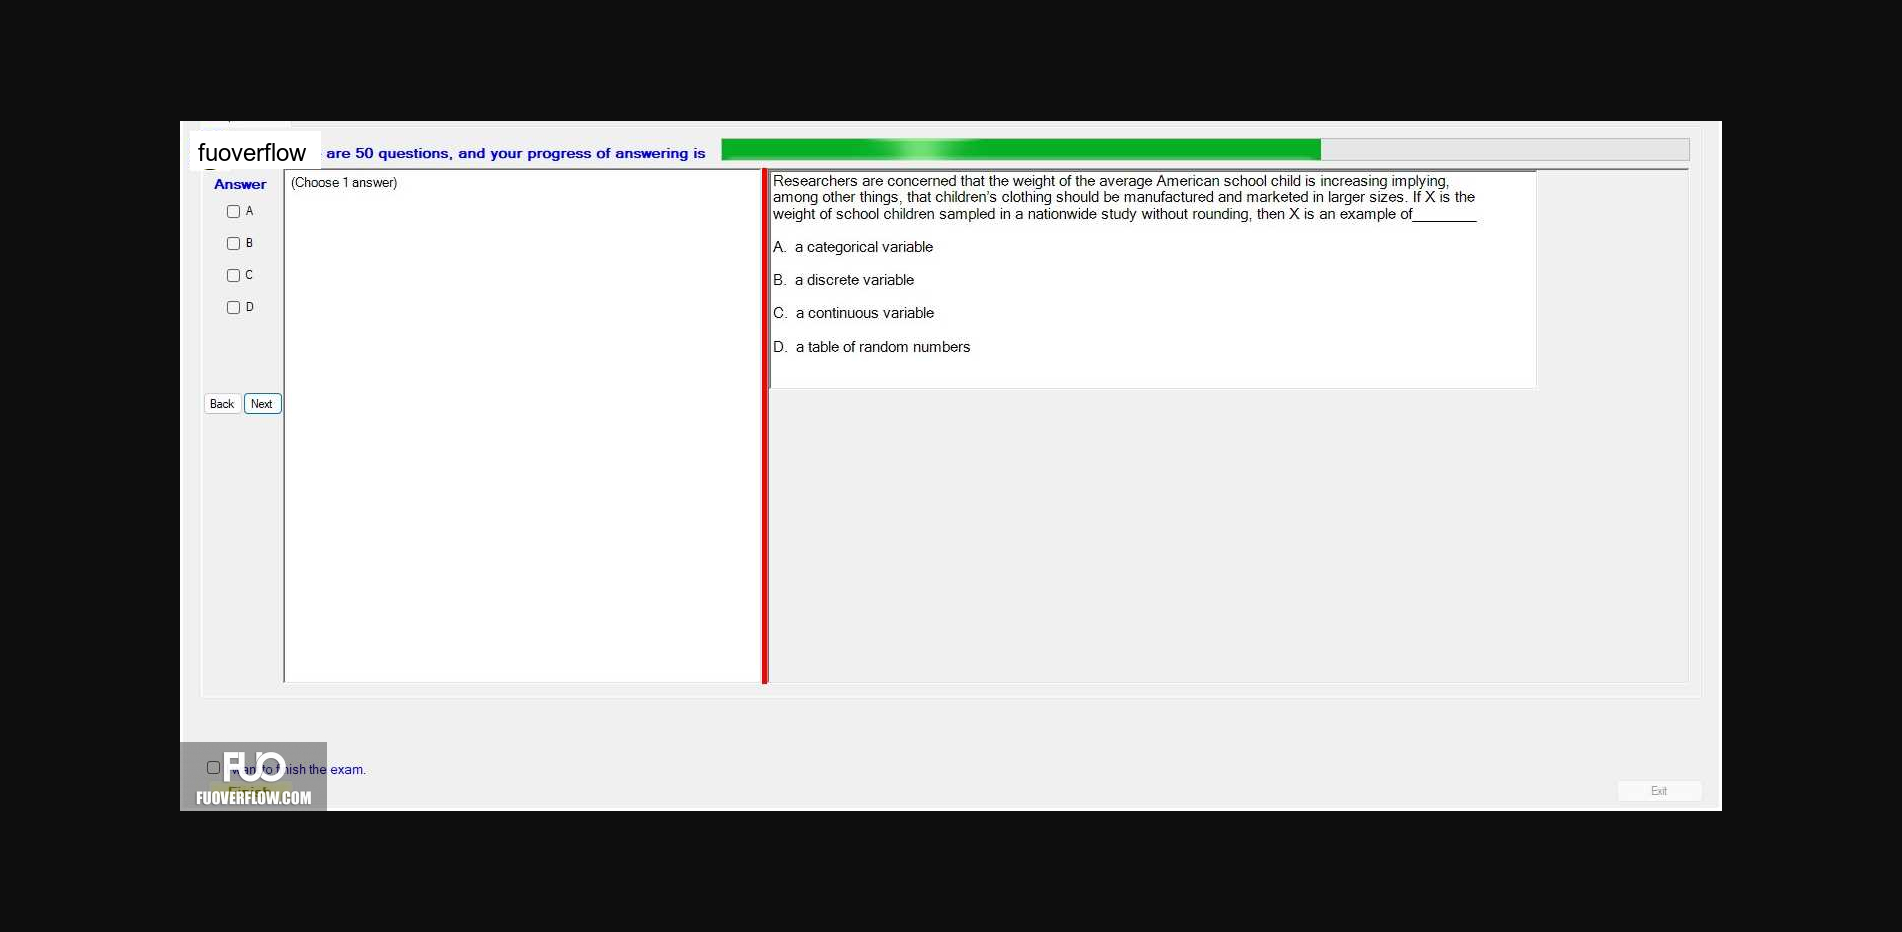 fuoverflow are 50 questions, and your progress of answering is
Answer
(Choose 1 answer)
A
B
C
D
Back Next
Researchers are concerned that the weight of the average American school child is increasing implying,
among other things, that children's clothing should be manufactured and marketed in larger sizes. If X is the
weight of school children sampled in a nationwide study without rounding, then X is an example of________
A. a categorical variable
B. a discrete variable
C. a continuous variable
D. a table of random numbers
FUO
want to finish the exam.
Finish
FUOVERFLOW.COM
Exit